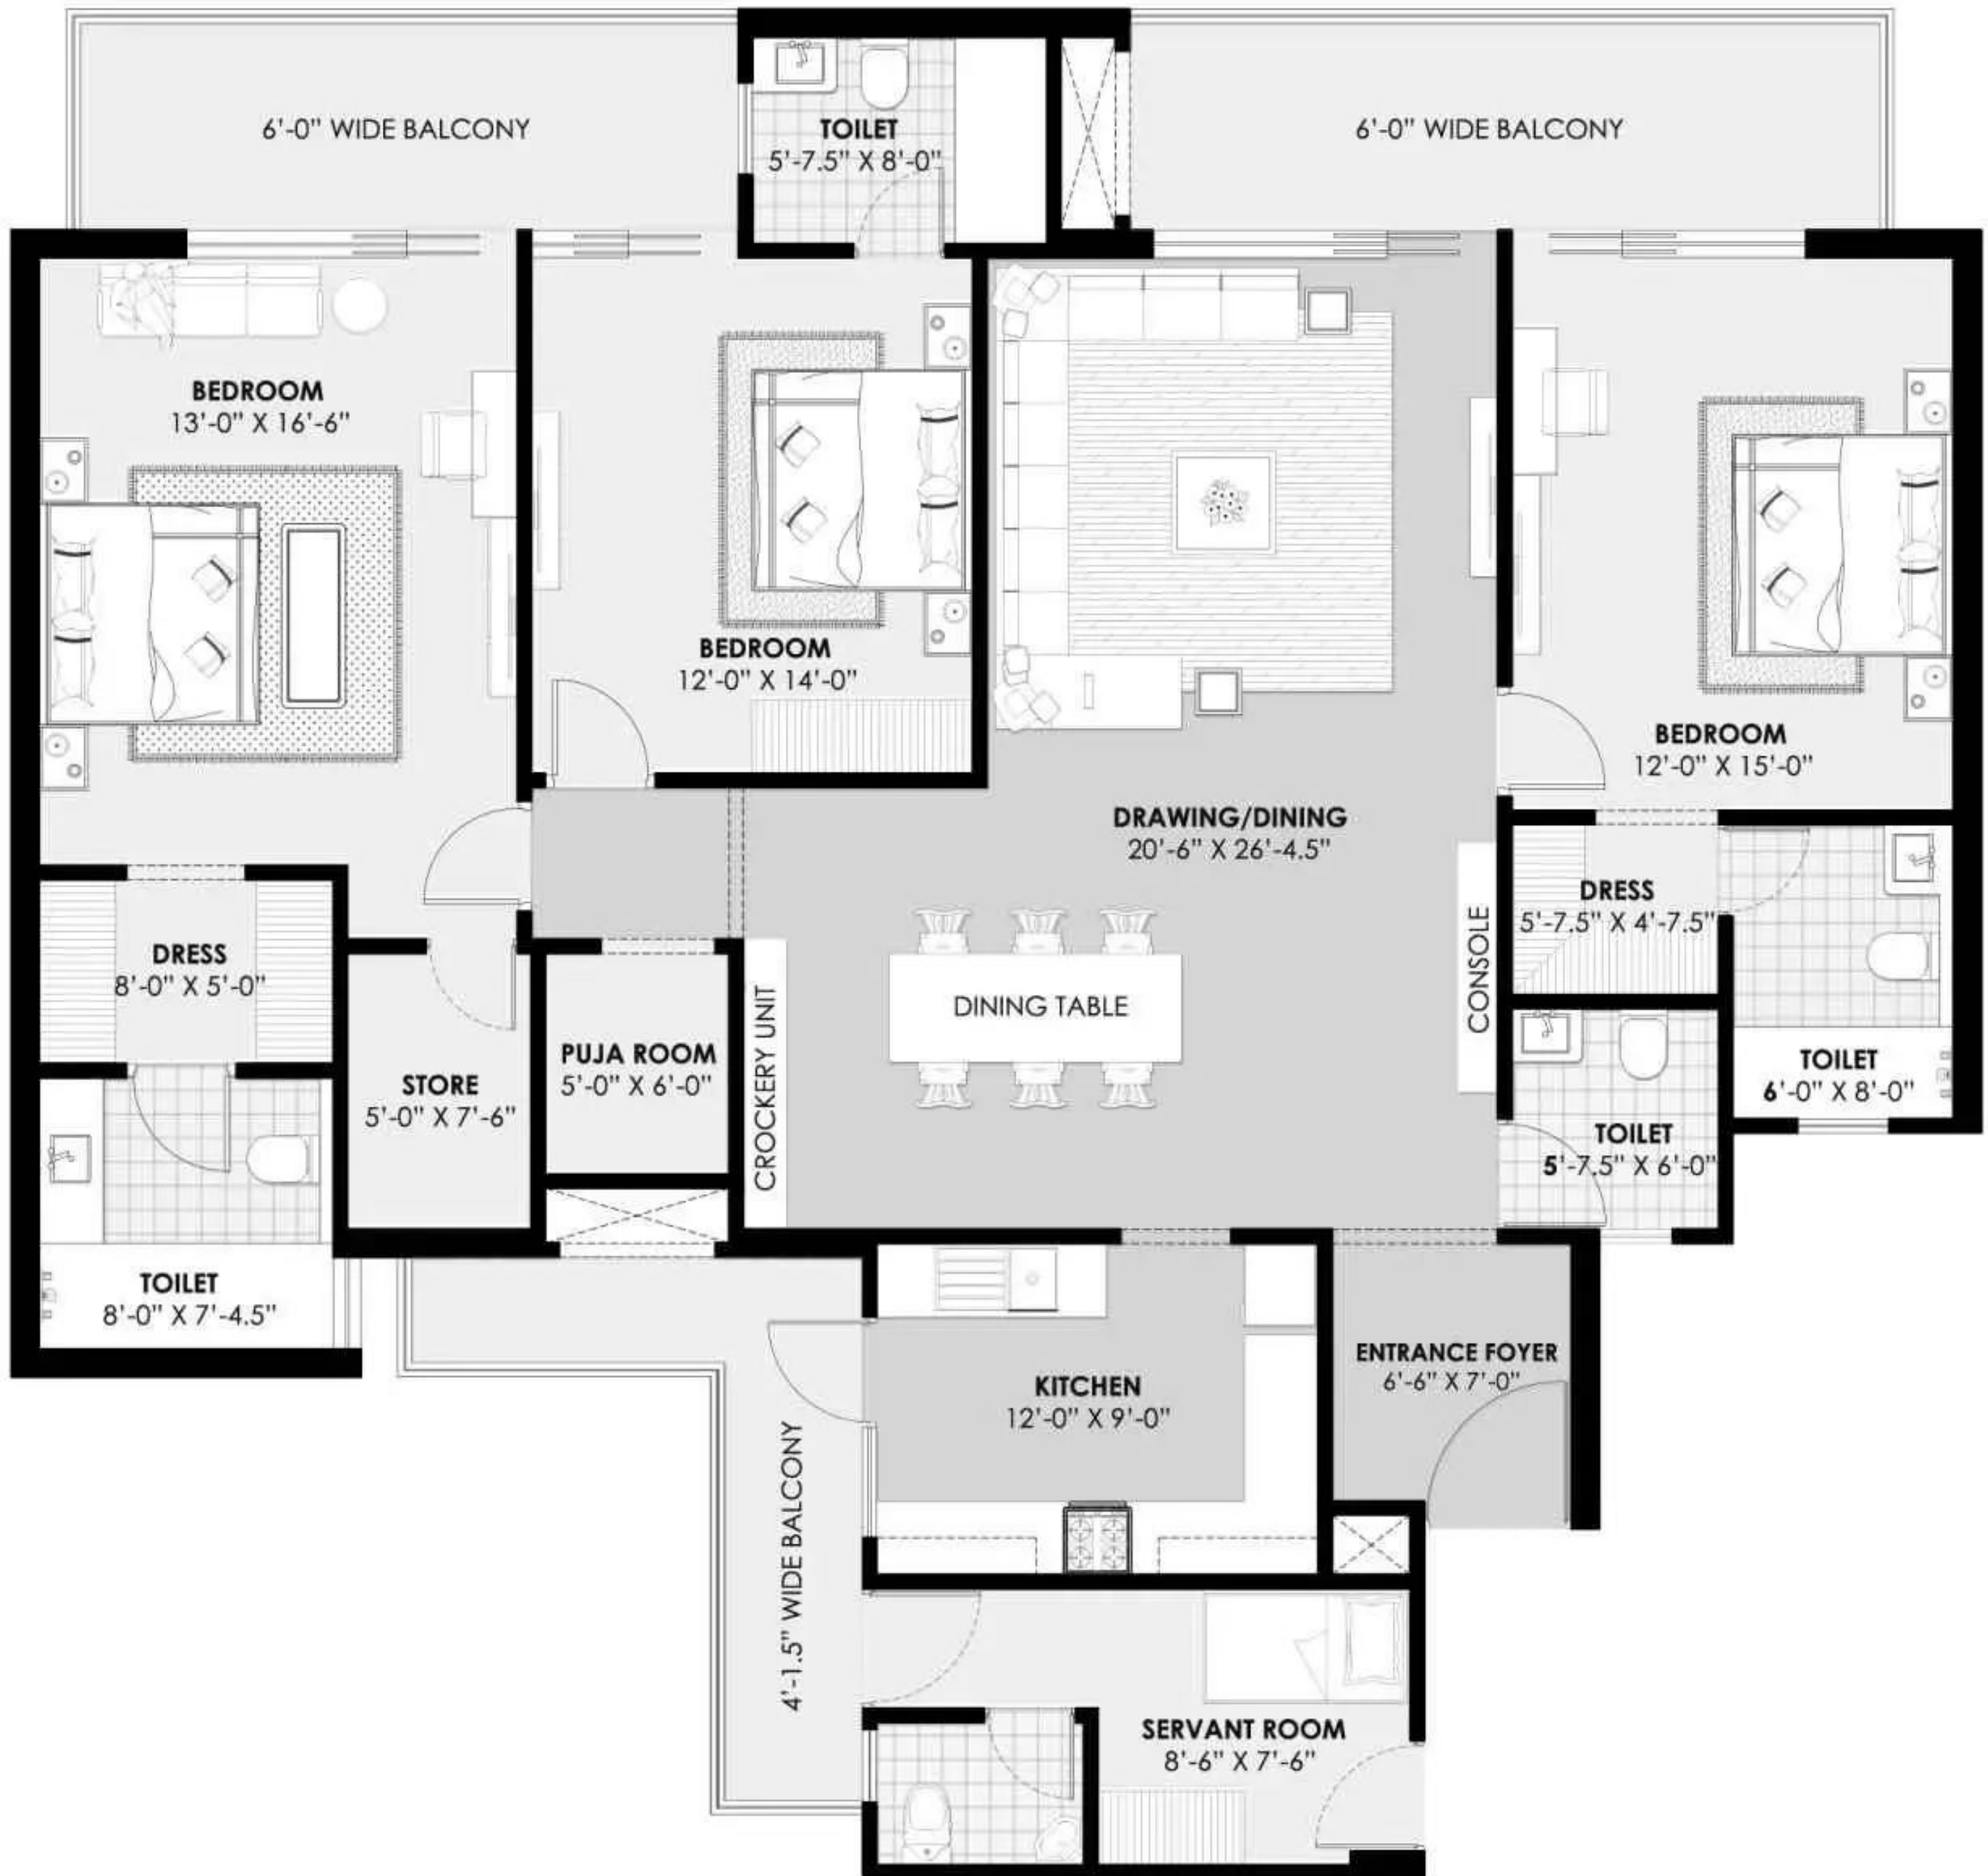 6'-0" WIDE BALCONY
TOILET
5'-7.5" X 8'-0"
6'-0" WIDE BALCONY
BEDROOM
13'-0" X 16'-6"
BEDROOM
12'-0" X 14'-0"
BEDROOM
12'-0" X 15'-0"
DRAWING/DINING
20'-6" X 26'-4.5"
DRESS
5'-7.5" X 4'-7.5"
DRESS
8'-0" X 5'-0"
CONSOLE
DINING TABLE
CROCKERY UNIT
PUJA ROOM
5'-0" X 6'-0"
STORE
5'-0" X 7'-6"
TOILET
6'-0" X 8'-0"
TOILET
5'-7.5" X 6'-0"
TOILET
8'-0" X 7'-4.5"
ENTRANCE FOYER
6'-6" X 7'-0"
KITCHEN
12'-0" X 9'-0"
4'-1.5" WIDE BALCONY
SERVANT ROOM
8'-6" X 7'-6"